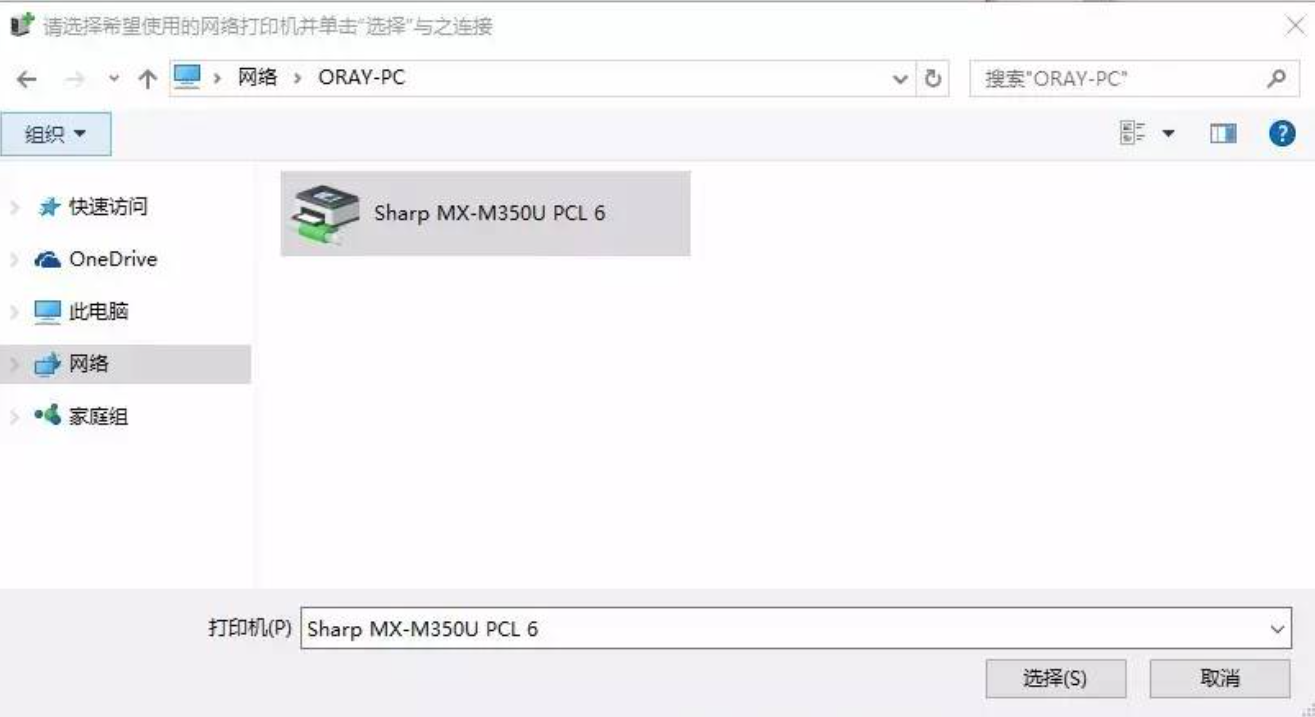 请选择希望使用的网络打印机并单击“选择”与之连接
网络 ORAY-PC
搜索"ORAY-PC"
组织
快速访问
Sharp MX-M350U PCL 6
OneDrive
此电脑
网络
家庭组
打印机(P) Sharp MX-M350U PCL 6
选择(S) 取消